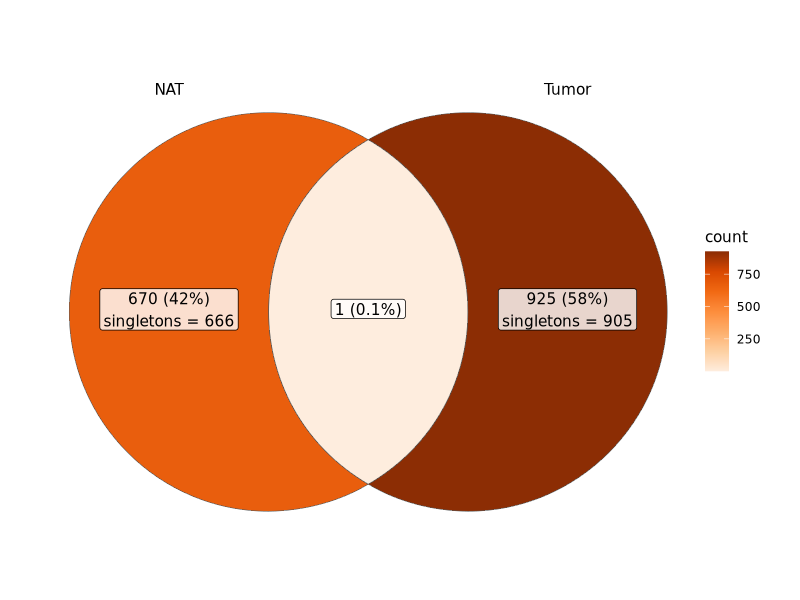 NAT
Tumor
670 (42%)
singletons = 666
1 (0.1%)
925 (58%)
singletons = 905
count
750
500
250